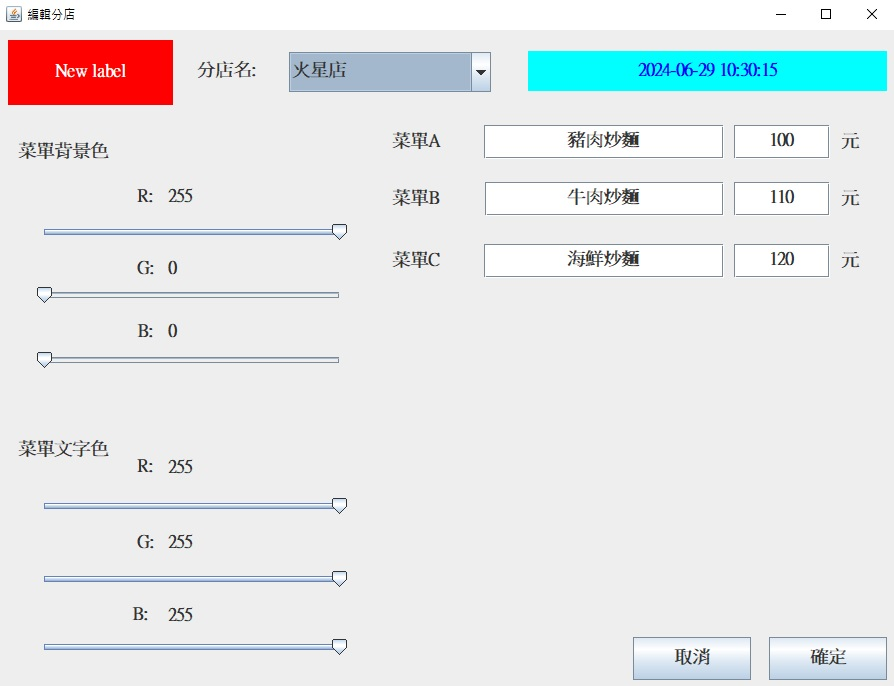 編輯分店
New label
分店名:
火星店
2024-06-29 10:30:15
菜單背景色
R: 255
G: 0
B: 0
菜單文字色
R: 255
G: 255
B: 255
菜單A 豬肉炒麵 100 元
菜單B 牛肉炒麵 110 元
菜單C 海鮮炒麵 120 元
取消
確定